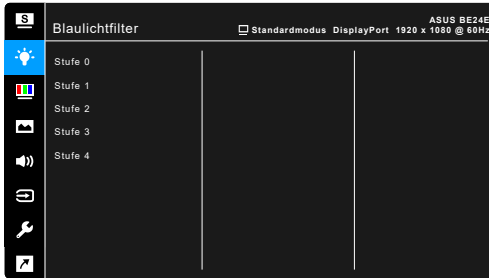 S
Blaulichtfilter
ASUS BE24E
Standardmodus DisplayPort 1920 x 1080 @ 60Hz
Stufe 0
Stufe 1
Stufe 2
Stufe 3
Stufe 4